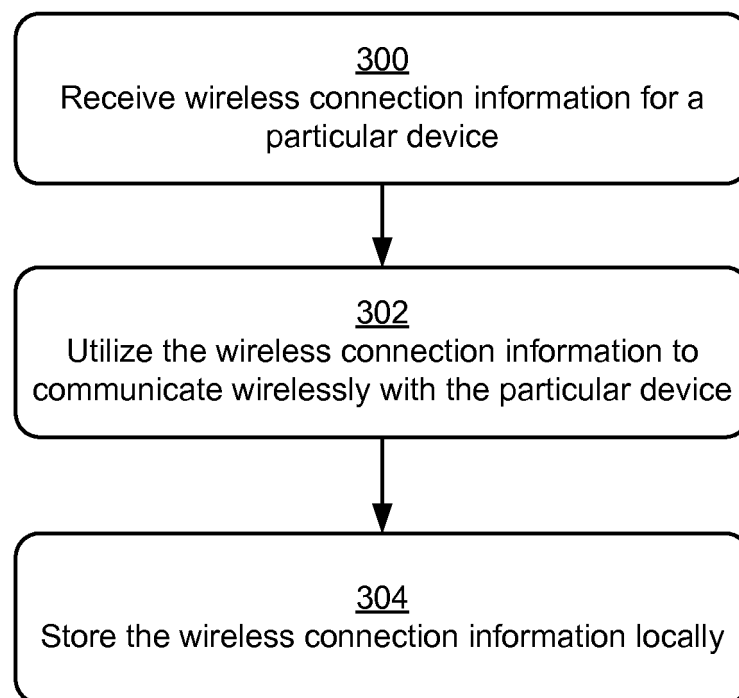 300
Receive wireless connection information for a
particular device
302
Utilize the wireless connection information to
communicate wirelessly with the particular device
304
Store the wireless connection information locally